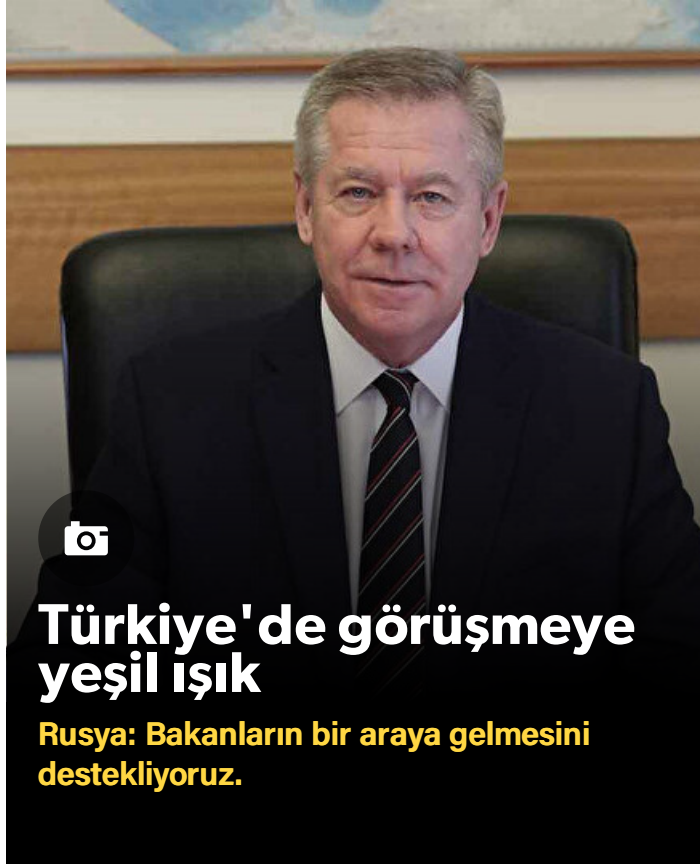 Türkiye'de görüşmeye
yeşil ışık
Rusya: Bakanların bir araya gelmesini
destekliyoruz.